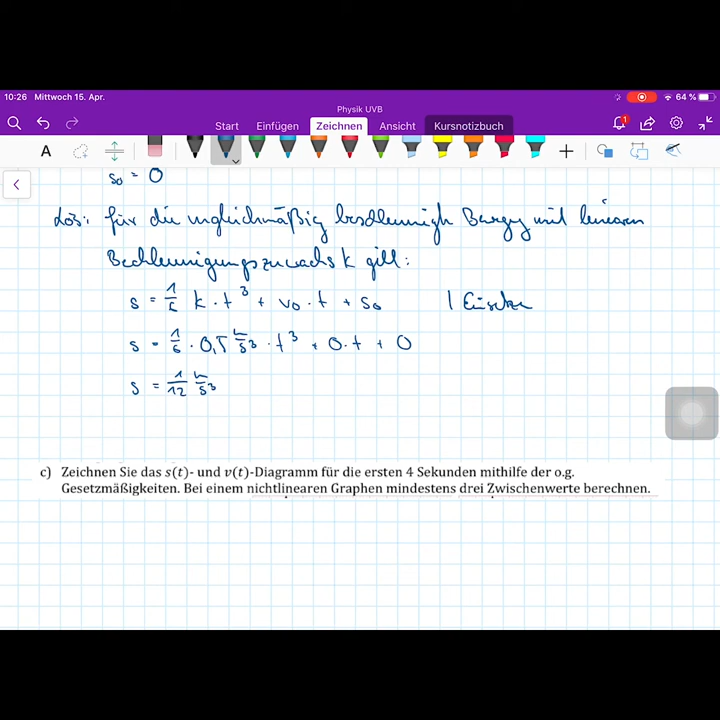 10:26 Mittwoch 15. Apr. 64 %
Physik UVB
Start Einfügen Zeichnen Ansicht Kursnotizbuch 1
A
s₀ = 0
Lös: für die ungleichmäßig beschleunigte mit linearem
Beschleunigungszuwachs k gilt:
s = 1/6 k · t³ + v₀ · t + s₀ | Einsetzen
s = 1/6 · 0,5 m/s³ · t³ + 0 · t + 0
s = 1/12 m/s³
c) Zeichnen Sie das s(t)- und v(t)-Diagramm für die ersten 4 Sekunden mithilfe der o.g.
Gesetzmäßigkeiten. Bei einem nichtlinearen Graphen mindestens drei Zwischenwerte berechnen.